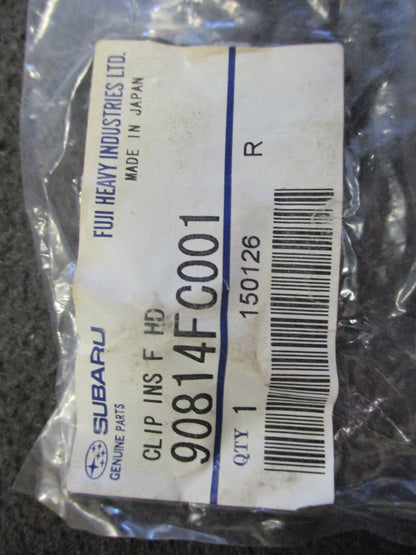 SUBARU
GENUINE PARTS
FUJI HEAVY INDUSTRIES LTD.
MADE IN JAPAN
CLIP INS F HD
90814FC001
QTY 1
150126
R